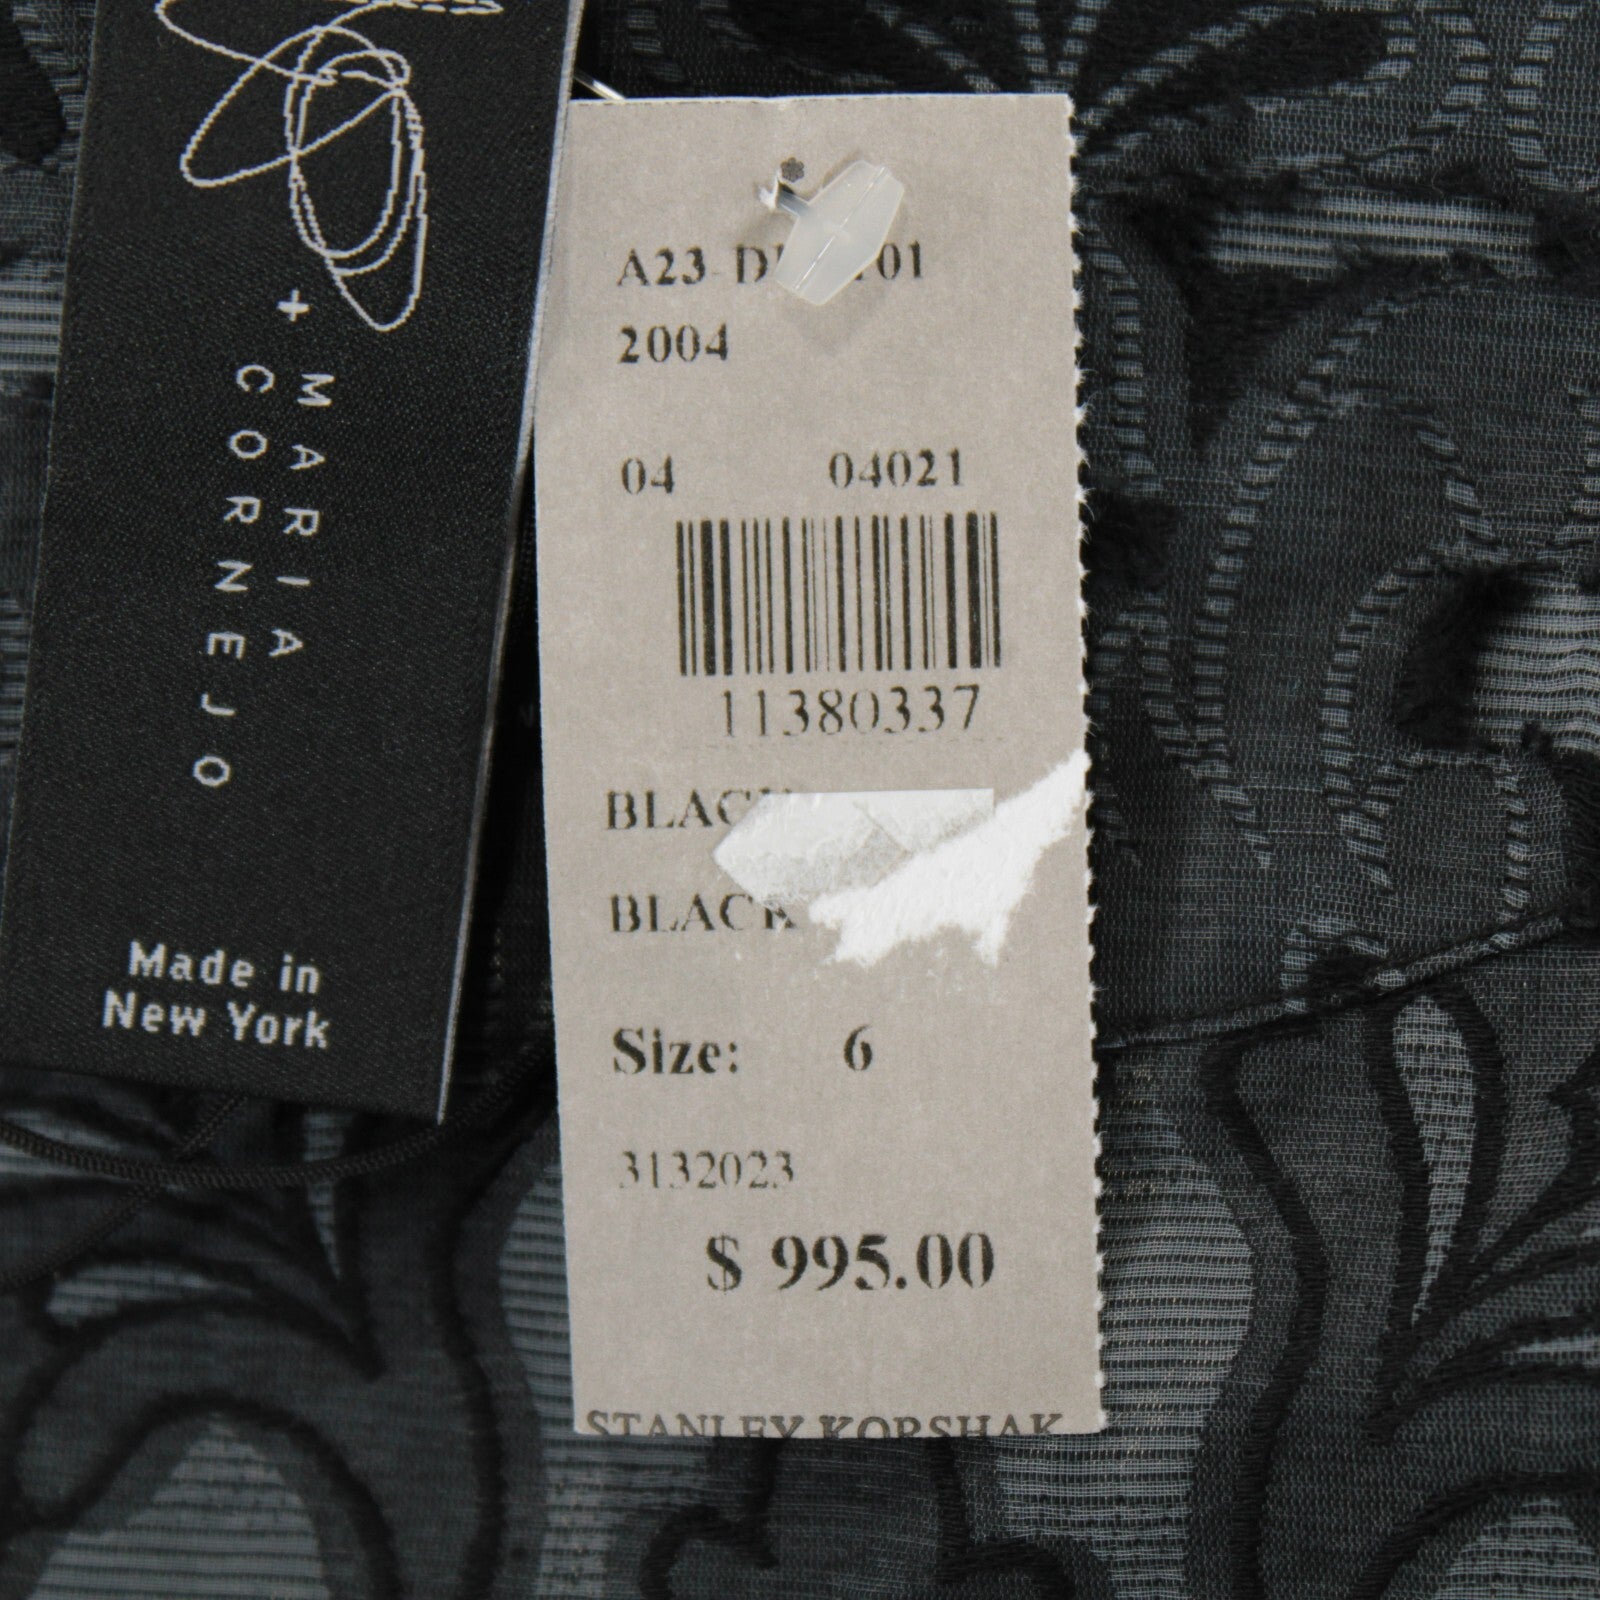 + MARIA
CORNEJO
Made in
New York
2004
04 04021
11380337
BLACK
BLACK
Size: 6
3132023
$ 995.00
STANLEY KORSHAK